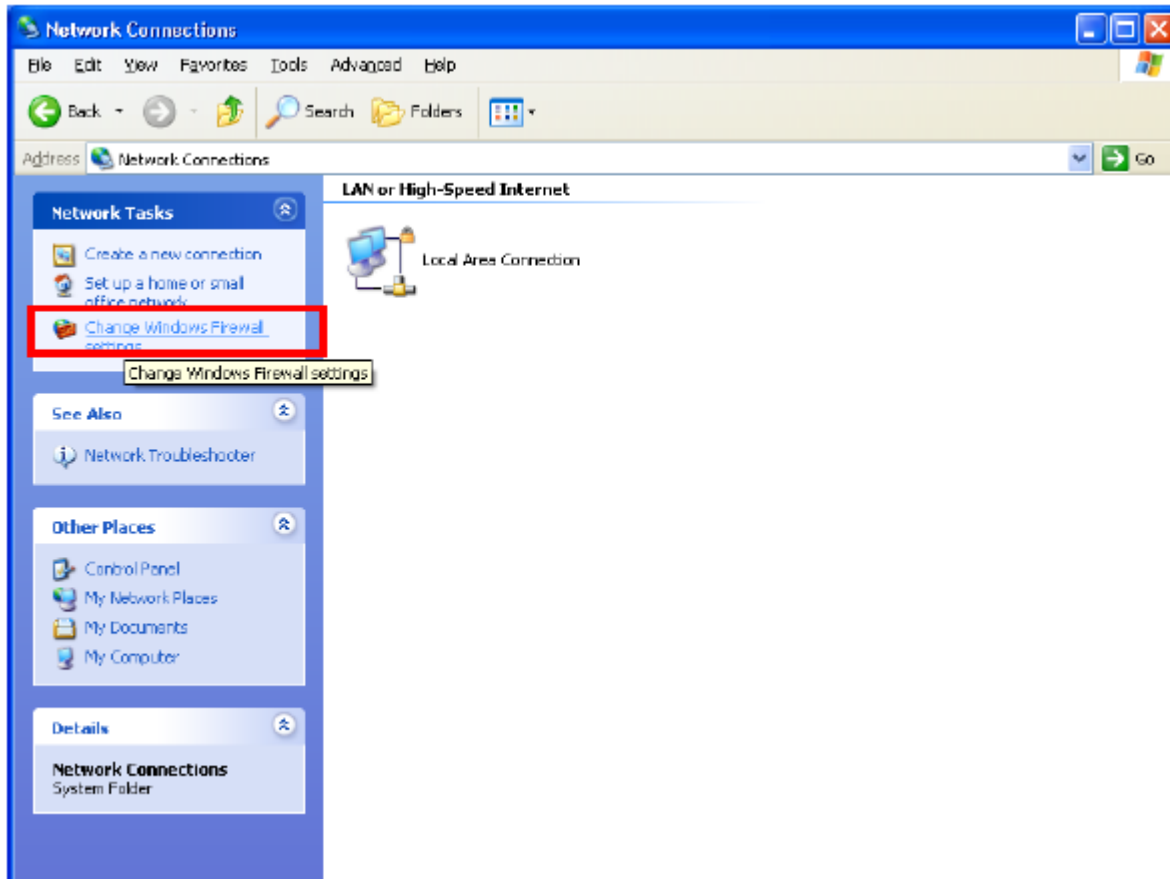 Network Connections
File Edit View Favorites Tools Advanced Help
Back Search Folders
Address Network Connections Go
LAN or High-Speed Internet
Network Tasks
Create a new connection
Local Area Connection
Set up a home or small
office network
Change Windows Firewall
settings
Change Windows Firewall settings
See Also
Network Troubleshooter
Other Places
Control Panel
My Network Places
My Documents
My Computer
Details
Network Connections
System Folder